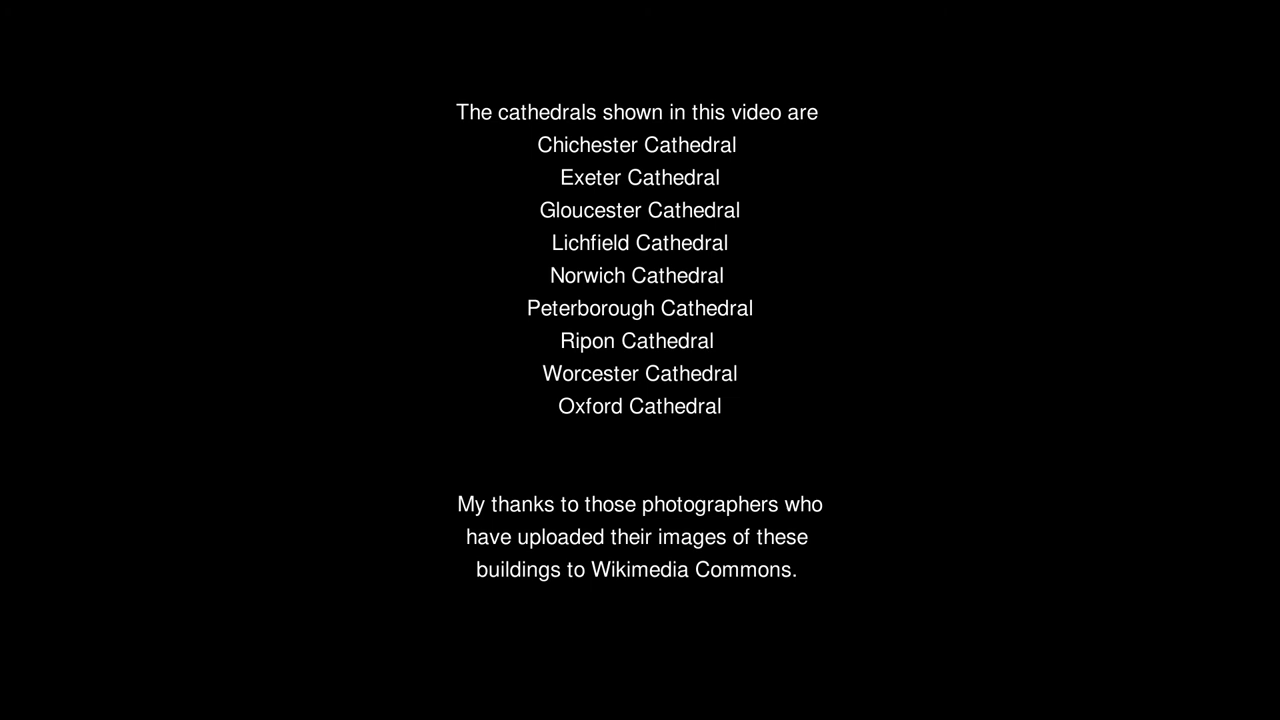 The cathedrals shown in this video are
Chichester Cathedral
Exeter Cathedral
Gloucester Cathedral
Lichfield Cathedral
Norwich Cathedral
Peterborough Cathedral
Ripon Cathedral
Worcester Cathedral
Oxford Cathedral
My thanks to those photographers who
have uploaded their images of these
buildings to Wikimedia Commons.